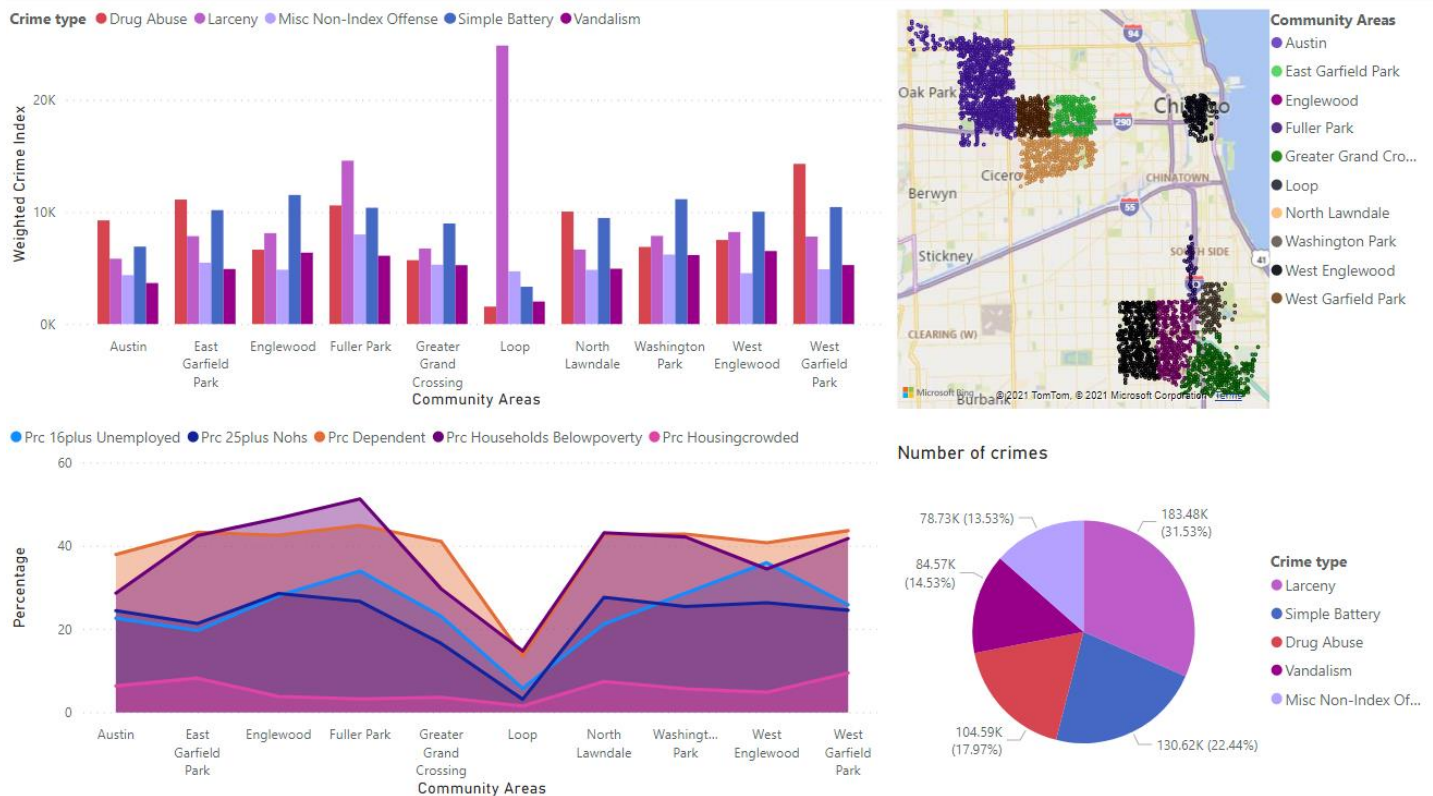 Crime type Drug Abuse Larceny Misc Non-Index Offense Simple Battery Vandalism
Weighted Crime Index
20K
10K
0K
Austin
East
Garfield
Park
Englewood
Fuller Park
Greater
Grand
Crossing
Loop
North
Lawndale
Washington
Park
West
Englewood
West
Garfield
Park
Community Areas
94
Oak Park
290
Cicero
Berwyn
CHINATOWN
55
Stickney
41
CLEARING (W)
Microsoft Bing
Burbank
© 2021 TomTom, © 2021 Microsoft Corporation Terms
Community Areas
Austin
East Garfield Park
Englewood
Fuller Park
Greater Grand Cro...
Loop
North Lawndale
Washington Park
West Englewood
West Garfield Park
Prc 16plus Unemployed Prc 25plus Nohs Prc Dependent Prc Households Belowpoverty Prc Housingcrowded
Percentage
60
40
20
0
Austin
East
Garfield
Park
Englewood
Fuller Park
Greater
Grand
Crossing
Loop
North
Lawndale
Washingt...
Park
West
Englewood
West
Garfield
Park
Community Areas
Number of crimes
78.73K (13.53%)
183.48K
(31.53%)
84.57K
(14.53%)
104.59K
(17.97%)
130.62K (22.44%)
Crime type
Larceny
Simple Battery
Drug Abuse
Vandalism
Misc Non-Index Of...